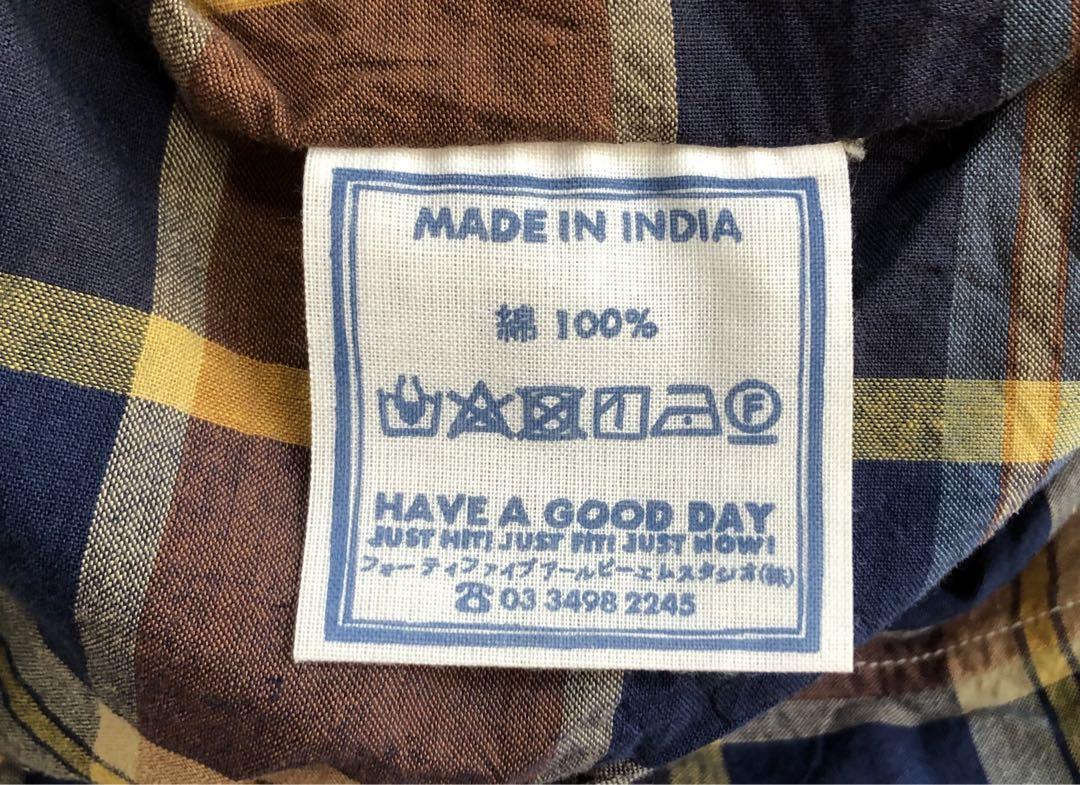 MADE IN INDIA
綿 100%
F
HAVE A GOOD DAY
JUST HIT! JUST FIT! JUST NOW!
フォーティファイブアールピーエムスタジオ(株)
☎ 03 3498 2245